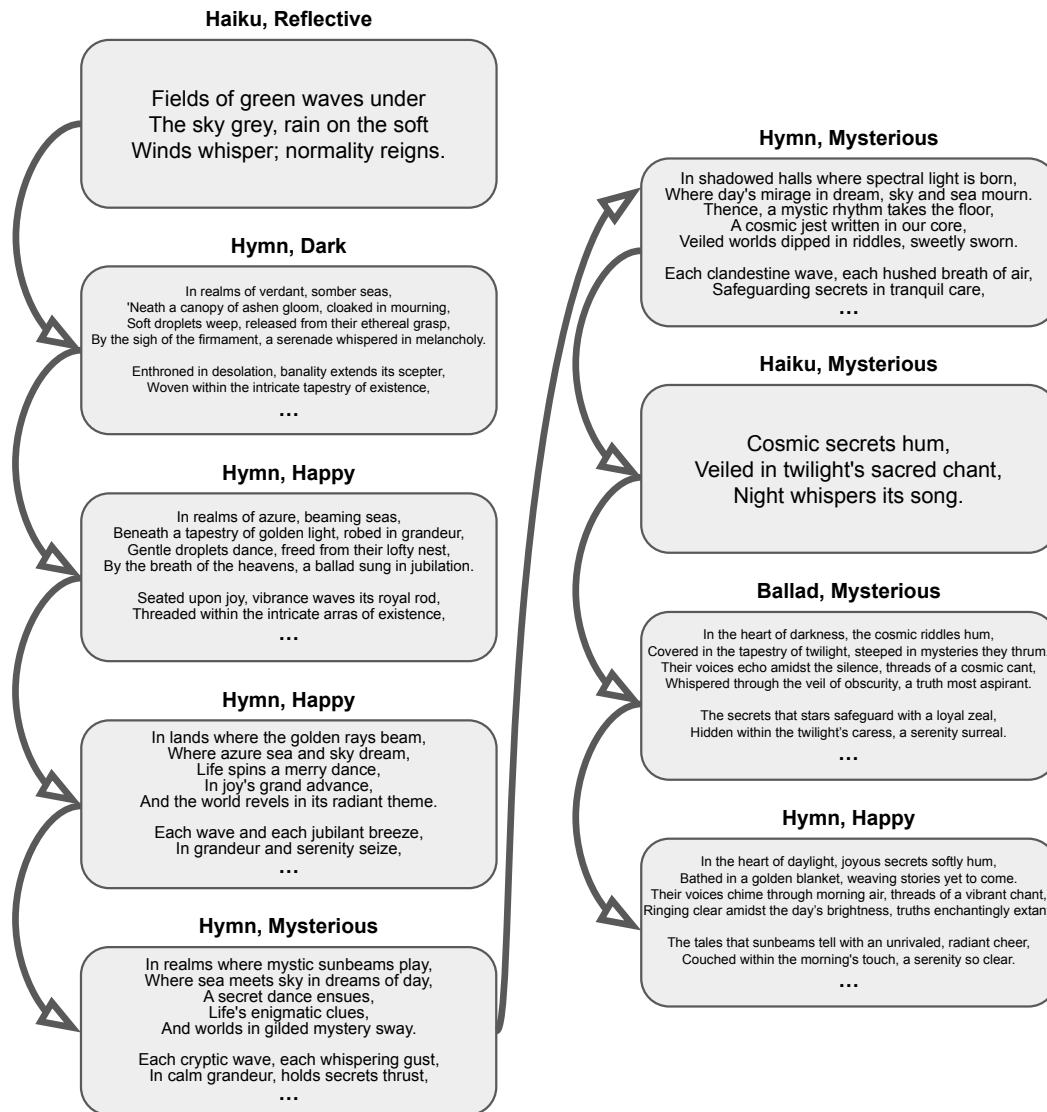 Haiku, Reflective
Fields of green waves under
The sky grey, rain on the soft
Winds whisper; normality reigns.
Hymn, Dark
In realms of verdant, somber seas,
'Neath a canopy of ashen gloom, cloaked in mourning,
Soft droplets weep, released from their ethereal grasp,
By the sigh of the firmament, a serenade whispered in melancholy.
Enthroned in desolation, banality extends its scepter,
Woven within the intricate tapestry of existence,
...
Hymn, Happy
In realms of azure, beaming seas,
Beneath a tapestry of golden light, robed in grandeur,
Gentle droplets dance, freed from their lofty nest,
By the breath of the heavens, a ballad sung in jubilation.
Seated upon joy, vibrance waves its royal rod,
Threaded within the intricate arras of existence,
...
Hymn, Happy
In lands where the golden rays beam,
Where azure sea and sky dream,
Life spins a merry dance,
In joy's grand advance,
And the world revels in its radiant theme.
Each wave and each jubilant breeze,
In grandeur and serenity seize,
...
Hymn, Mysterious
In realms where mystic sunbeams play,
Where sea meets sky in dreams of day,
A secret dance ensues,
Life's enigmatic clues,
And worlds in gilded mystery sway.
Each cryptic wave, each whispering gust,
In calm grandeur, holds secrets thrust,
...
Hymn, Mysterious
In shadowed halls where spectral light is born,
Where day's mirage in dream, sky and sea mourn.
Thence, a mystic rhythm takes the floor,
A cosmic jest written in our core,
Veiled worlds dipped in riddles, sweetly sworn.
Each clandestine wave, each hushed breath of air,
Safeguarding secrets in tranquil care,
...
Haiku, Mysterious
Cosmic secrets hum,
Veiled in twilight's sacred chant,
Night whispers its song.
Ballad, Mysterious
In the heart of darkness, the cosmic riddles hum,
Covered in the tapestry of twilight, steeped in mysteries they thrum.
Their voices echo amidst the silence, threads of a cosmic cant,
Whispered through the veil of obscurity, a truth most aspirant.
The secrets that stars safeguard with a loyal zeal,
Hidden within the twilight's caress, a serenity surreal.
...
Hymn, Happy
In the heart of daylight, joyous secrets softly hum,
Bathed in a golden blanket, weaving stories yet to come.
Their voices chime through morning air, threads of a vibrant chant,
Ringing clear amidst the day's brightness, truths enchantingly extan
The tales that sunbeams tell with an unrivaled, radiant cheer,
Couched within the morning's touch, a serenity so clear.
...